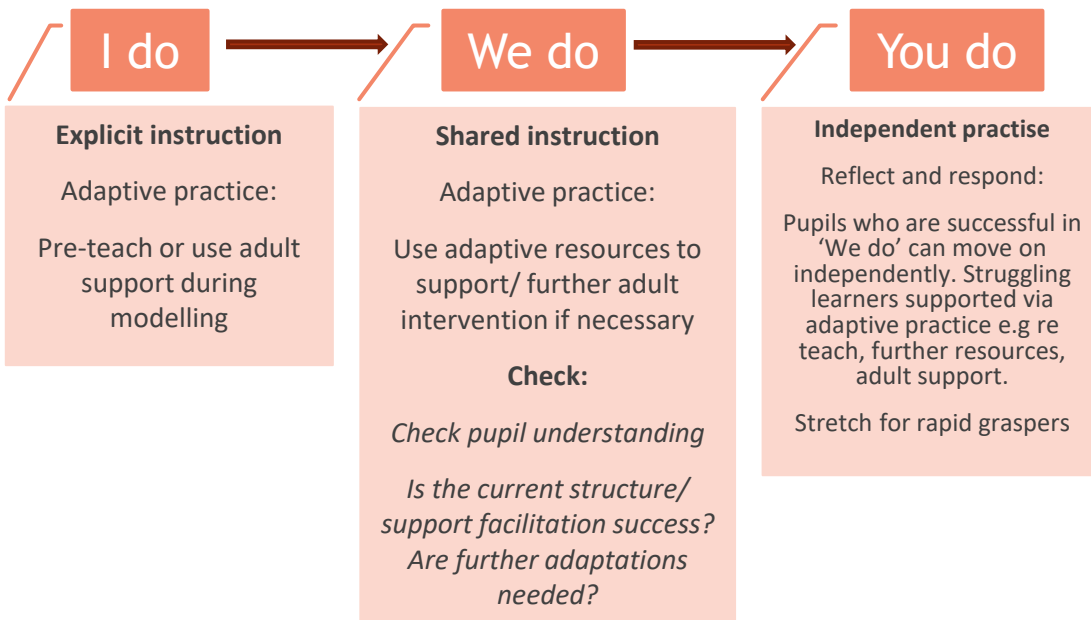 I do
Explicit instruction
Adaptive practice:
Pre-teach or use adult
support during
modelling
We do
Shared instruction
Adaptive practice:
Use adaptive resources to
support/ further adult
intervention if necessary
Check:
Check pupil understanding
Is the current structure/
support facilitation success?
Are further adaptations
needed?
You do
Independent practise
Reflect and respond:
Pupils who are successful in
‘We do’ can move on
independently. Struggling
learners supported via
adaptive practice e.g re
teach, further resources,
adult support.
Stretch for rapid graspers